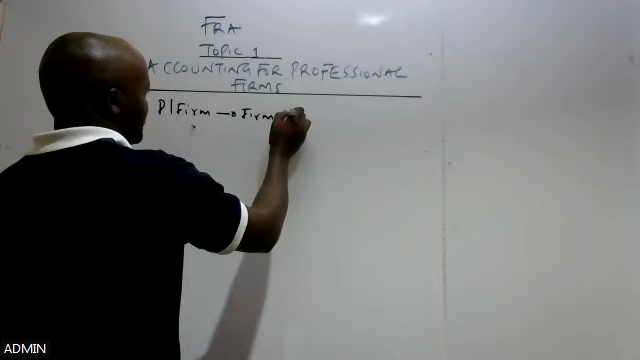 FRA
TOPIC 1
ACCOUNTING FOR PROFESSIONAL
FIRMS
P/Firm → Firm
ADMIN